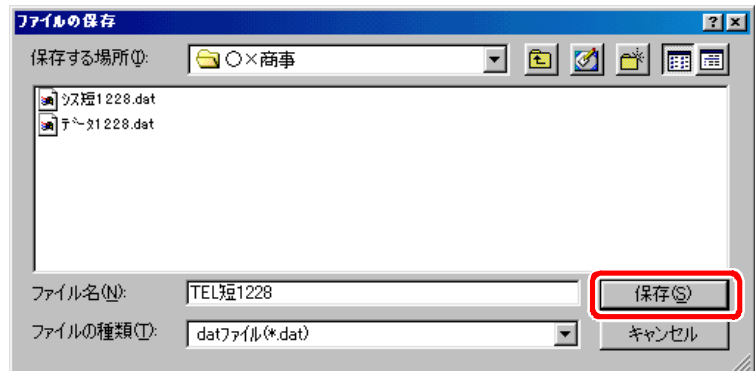 ファイルの保存
保存する場所(I):
〇×商事
ｼｽ短1228.dat
ﾃﾞｰﾀ1228.dat
ファイル名(N):
TEL短1228
保存(S)
ファイルの種類(T):
datファイル(*.dat)
キャンセル